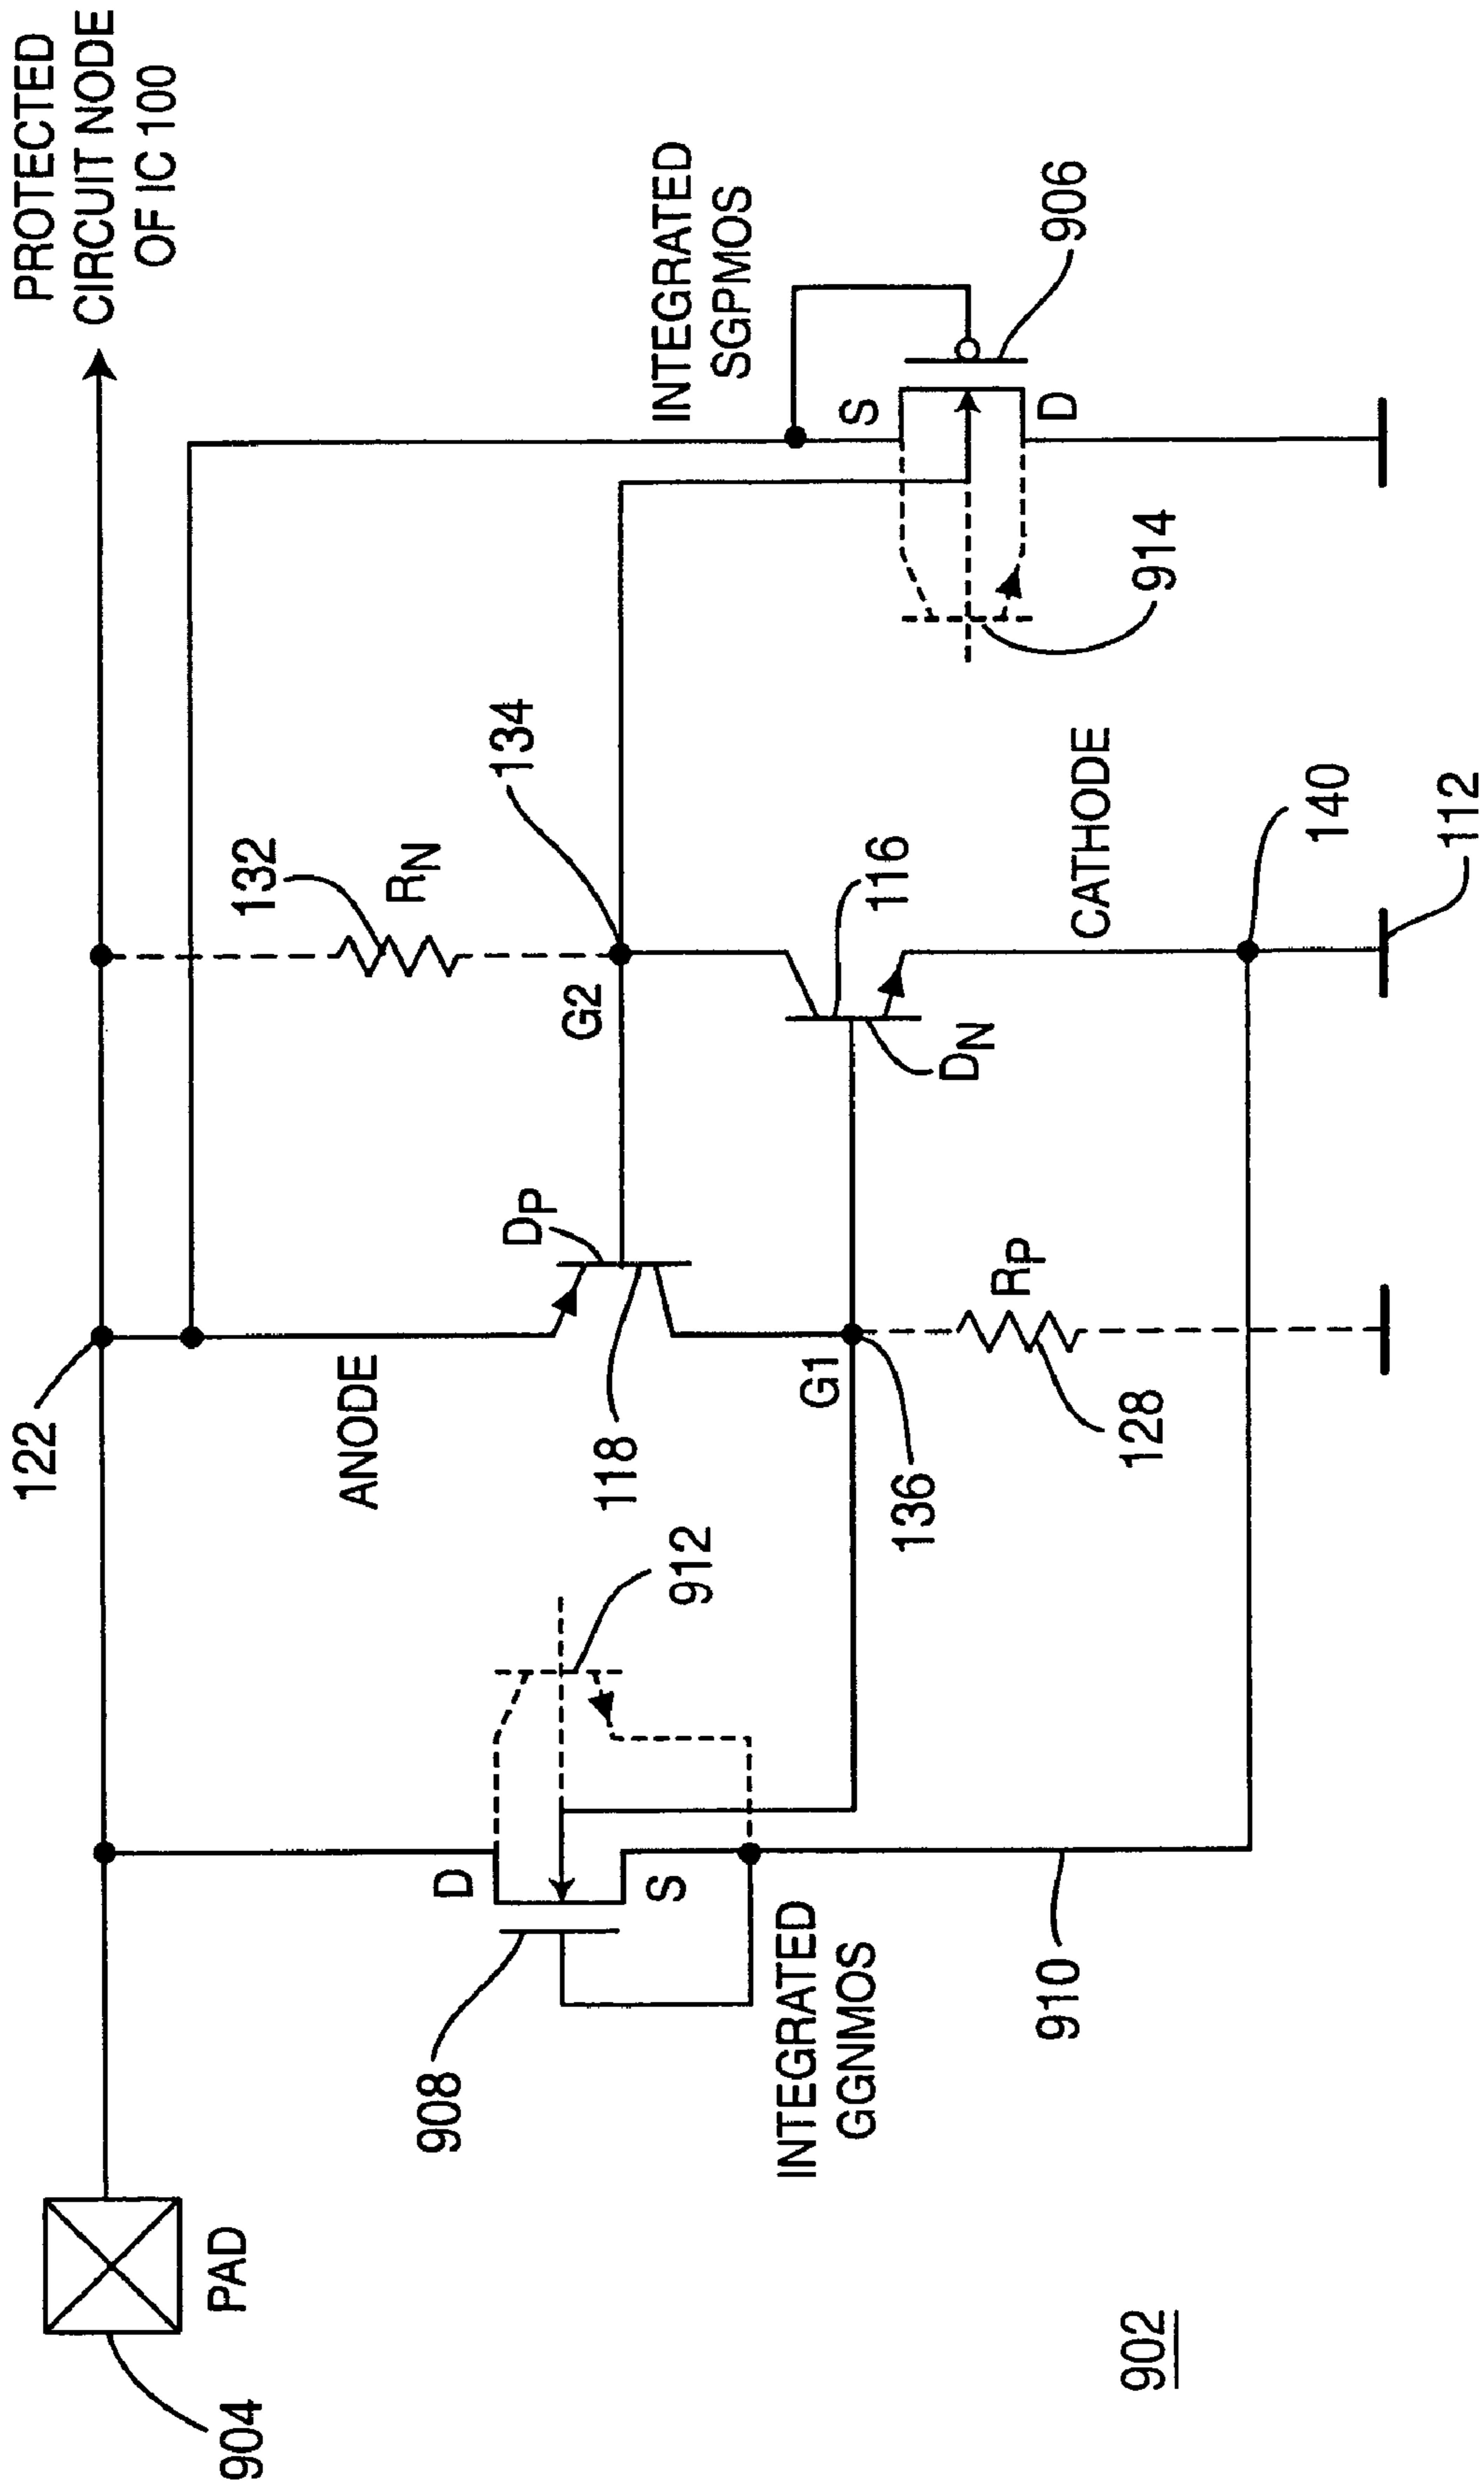 PROTECTED
CIRCUIT NODE
OF IC 100
122
ANODE
132
RN
134
G2
DP
118
INTEGRATED
SGPMOS
S
D
906
914
904
PAD
908
D
S
912
INTEGRATED
GGNMOS
910
G1
136
RP
128
116
DN
CATHODE
140
112
902